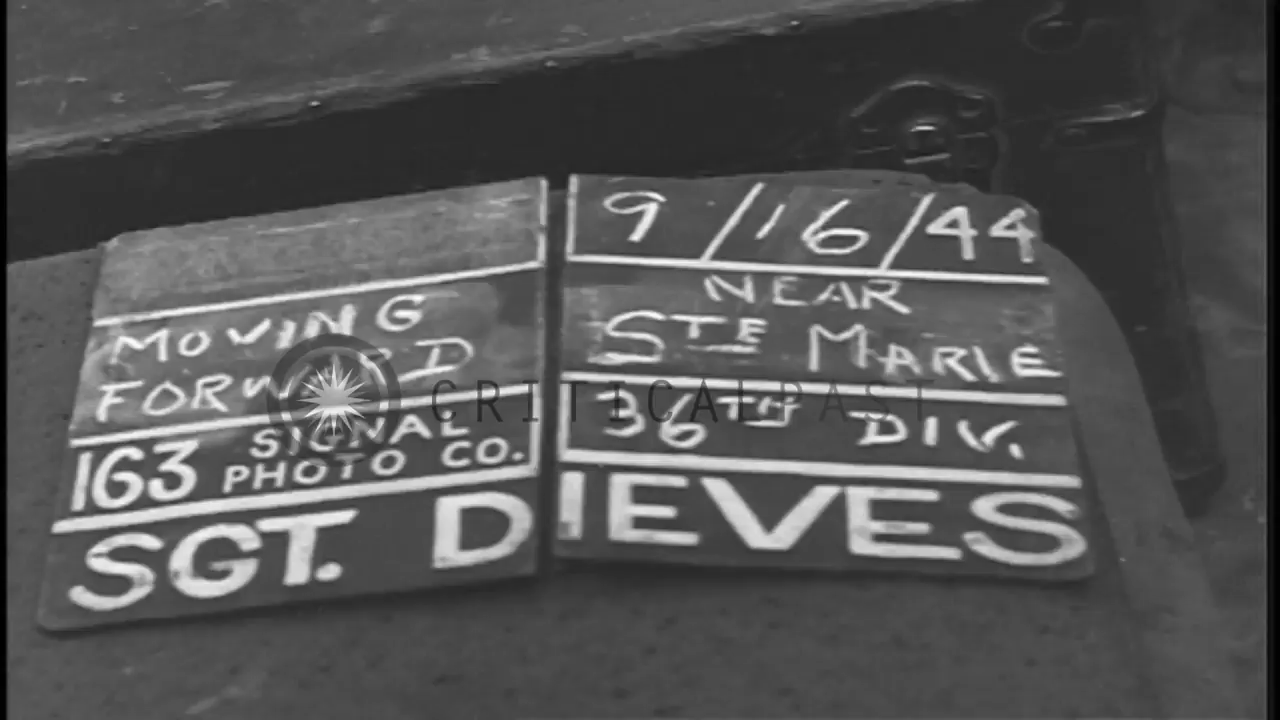 MOVING
FORWARD
163 SIGNAL
PHOTO CO.
SGT. DIEVES
9/16/44
NEAR
STE MARIE
36TH DIV.
CRITICALPAST